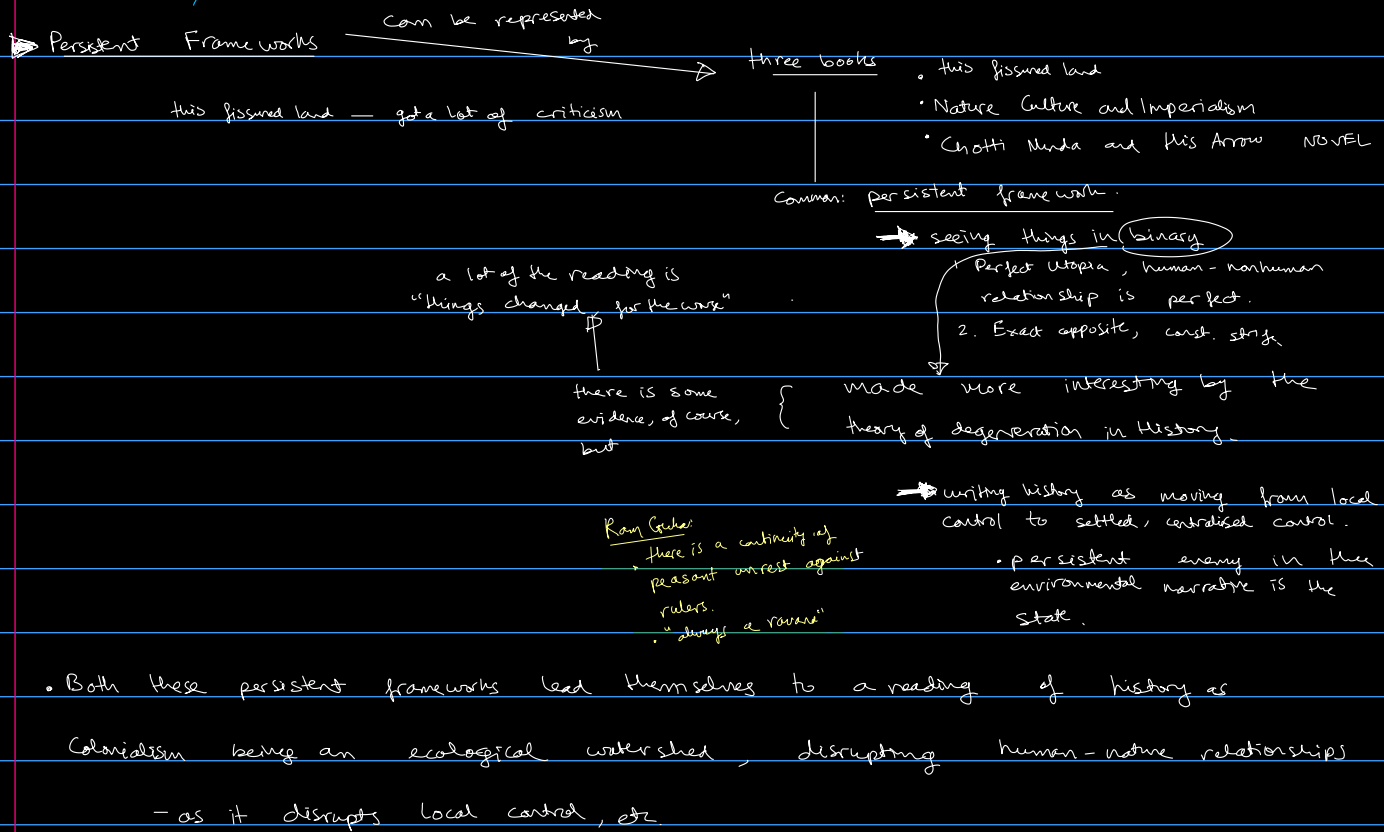 Persistent Frameworks
can be represented
by
three books
• this fissured land
• Nature Culture and Imperialism
• Chotti Munda and His Arrow NOVEL
this fissured land — got a lot of criticism
Common: persistent framework.
seeing things in binary
1 Perfect Utopia, human-nonhuman
relationship is perfect.
2. Exact opposite, const. strife
a lot of the reading is
"things changed for the worse"
there is some
evidence, of course,
but
made more interesting by the
theory of degeneration in History.
writing history as moving from local
control to settled, centralised control.
• persistent enemy in the
environmental narrative is the
state.
Ram Guha:
• there is a continuity of
peasant unrest against
rulers.
• "always a ravana"
• Both these persistent frameworks lead themselves to a reading of history as
Colonialism being an ecological watershed, disrupting human-nature relationships
- as it disrupts local control, etc.